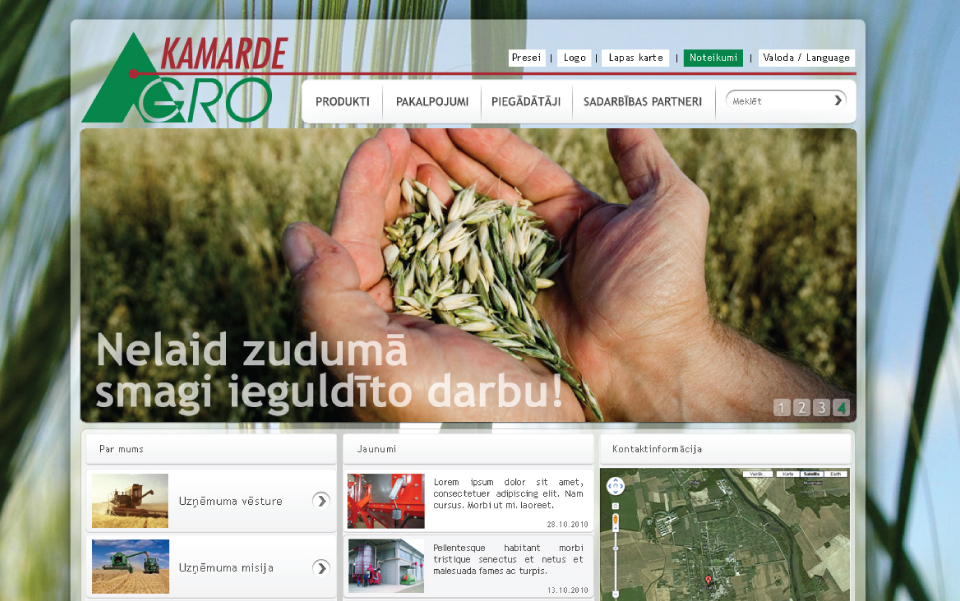 KAMARDE
AGRO
Presei | Logo | Lapas karte | Noteikumi | Valoda / Language
PRODUKTI PAKALPOJUMI PIEGĀDĀTĀJI SADARBĪBAS PARTNERI Meklēt
Nelaid zudumā
smagi ieguldīto darbu!
1 2 3 4
Par mums
Uzņēmuma vēsture
Uzņēmuma misija
Jaunumi
Lorem ipsum dolor sit amet,
consectetuer adipiscing elit. Nam
cursus. Morbi ut mi. laoreet.
28.10.2010
Pellentesque habitant morbi
tristique senectus et netus et
malesuada fames ac turpis.
13.10.2010
Kontaktinformācija